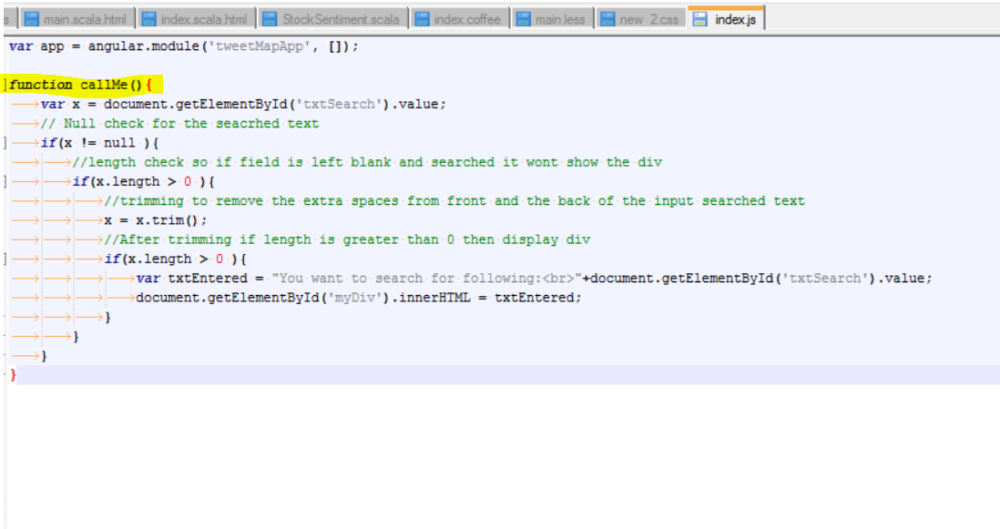 s main.scala.html index.scala.html StockSentiment.scala index.coffee main.less new 2.css index.js
var app = angular.module('tweetMapApp', []);
function callMe(){
var x = document.getElementById('txtSearch').value;
// Null check for the seacrhed text
if(x != null ){
//length check so if field is left blank and searched it wont show the div
if(x.length > 0 ){
//trimming to remove the extra spaces from front and the back of the input searched text
x = x.trim();
//After trimming if length is greater than 0 then display div
if(x.length > 0 ){
var txtEntered = "You want to search for following:<br>"+document.getElementById('txtSearch').value;
document.getElementById('myDiv').innerHTML = txtEntered;
}
}
}
}